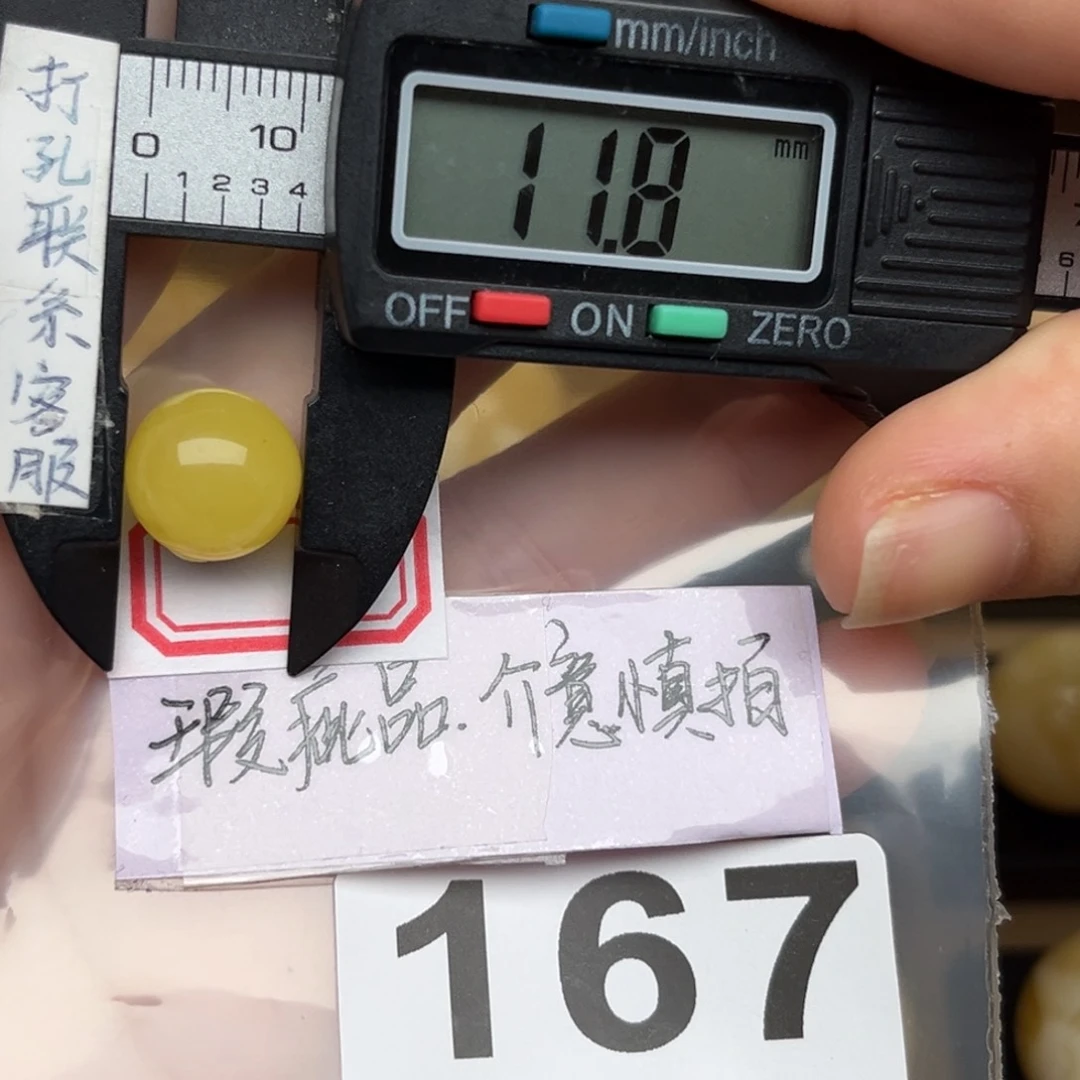 mm/inch
11.8 mm
0 10
1 2 3 4
6
OFF ON ZERO
打孔联系客服
瑕疵品.介意慎拍
167